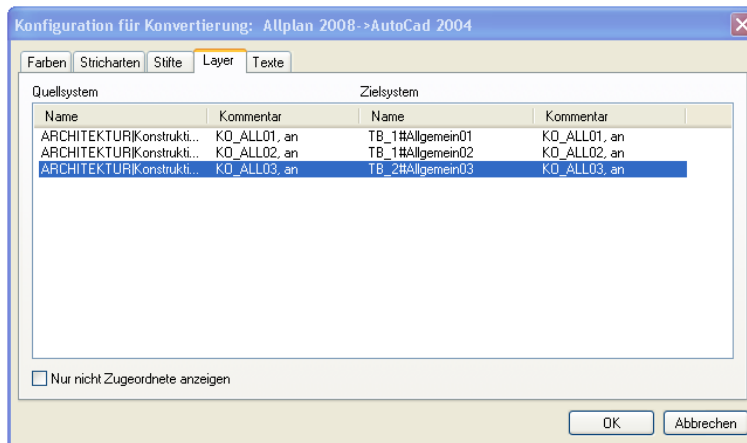 Konfiguration für Konvertierung: Allplan 2008->AutoCad 2004
Farben Stricharten Stifte Layer Texte
Quellsystem Zielsystem
Name Kommentar Name Kommentar
ARCHITEKTUR|Konstrukti... KO_ALL01, an TB_1#Allgemein01 KO_ALL01, an
ARCHITEKTUR|Konstrukti... KO_ALL02, an TB_1#Allgemein02 KO_ALL02, an
ARCHITEKTUR|Konstrukti... KO_ALL03, an TB_2#Allgemein03 KO_ALL03, an
Nur nicht Zugeordnete anzeigen
OK Abbrechen